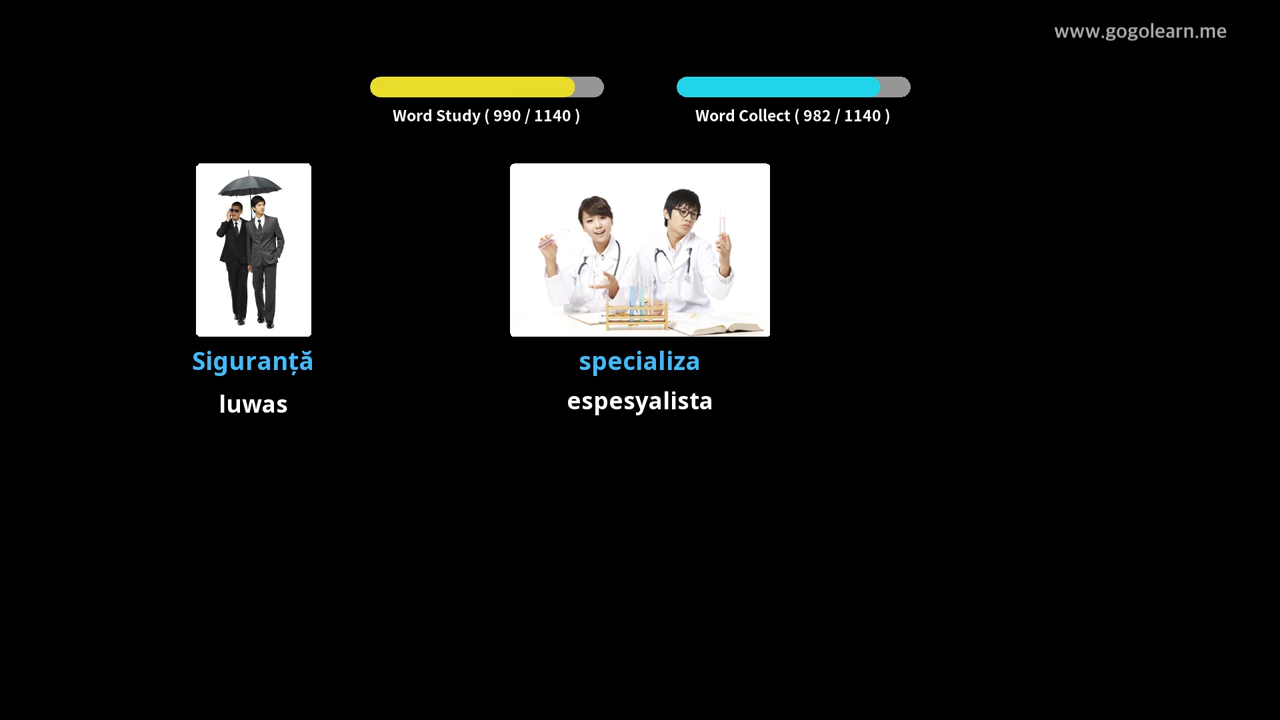 www.gogolearn.me
Word Study ( 990 / 1140 )
Word Collect ( 982 / 1140 )
Siguranță
luwas
specializa
espesyalista